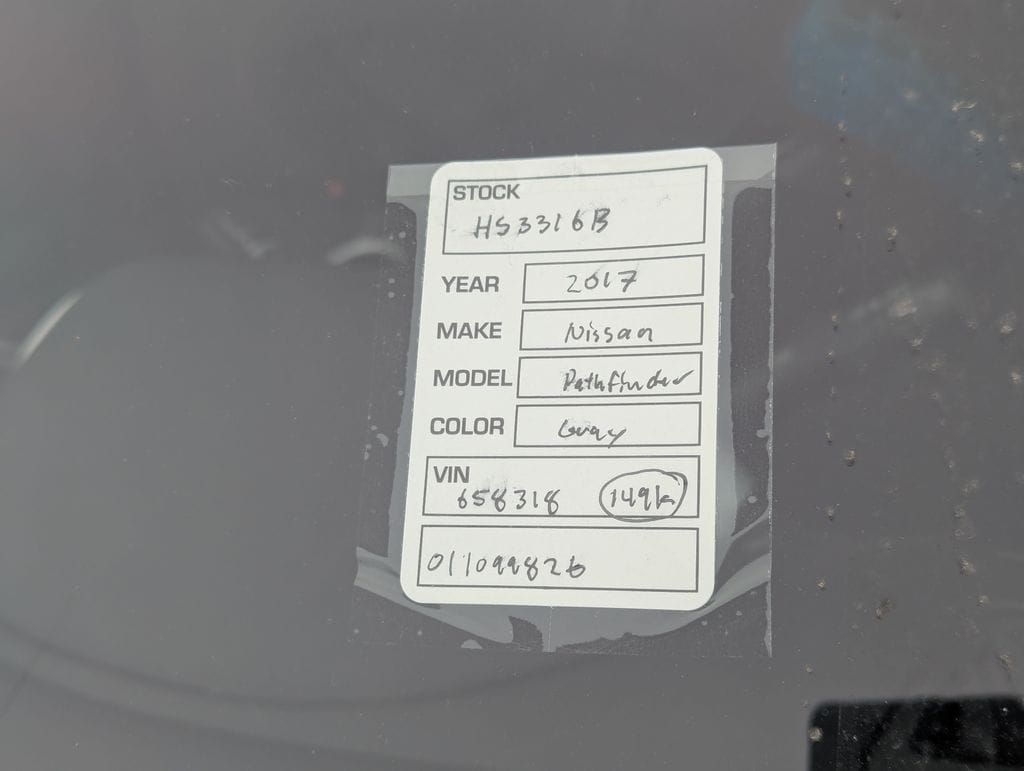 STOCK
HS3316B
YEAR 2017
MAKE Nissan
MODEL Pathfinder
COLOR Gray
VIN
658318 149k
011099826